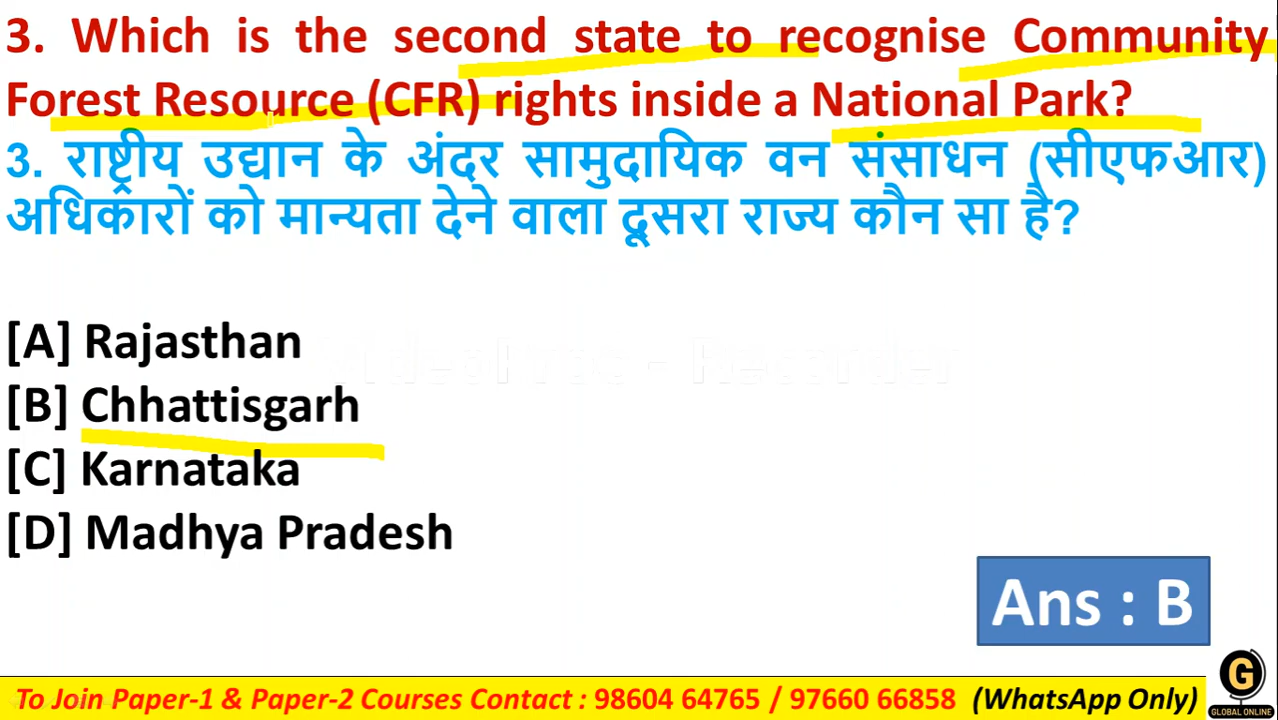 3. Which is the second state to recognise Community
Forest Resource (CFR) rights inside a National Park?
3. राष्ट्रीय उद्यान के अंदर सामुदायिक वन संसाधन (सीएफआर)
अधिकारों को मान्यता देने वाला दूसरा राज्य कौन सा है?
[A] Rajasthan
VideoProc - Recorder
[B] Chhattisgarh
[C] Karnataka
[D] Madhya Pradesh
Ans : B
To Join Paper-1 & Paper-2 Courses Contact : 98604 64765 / 97660 66858 (WhatsApp Only)
G
GLOBAL ONLINE